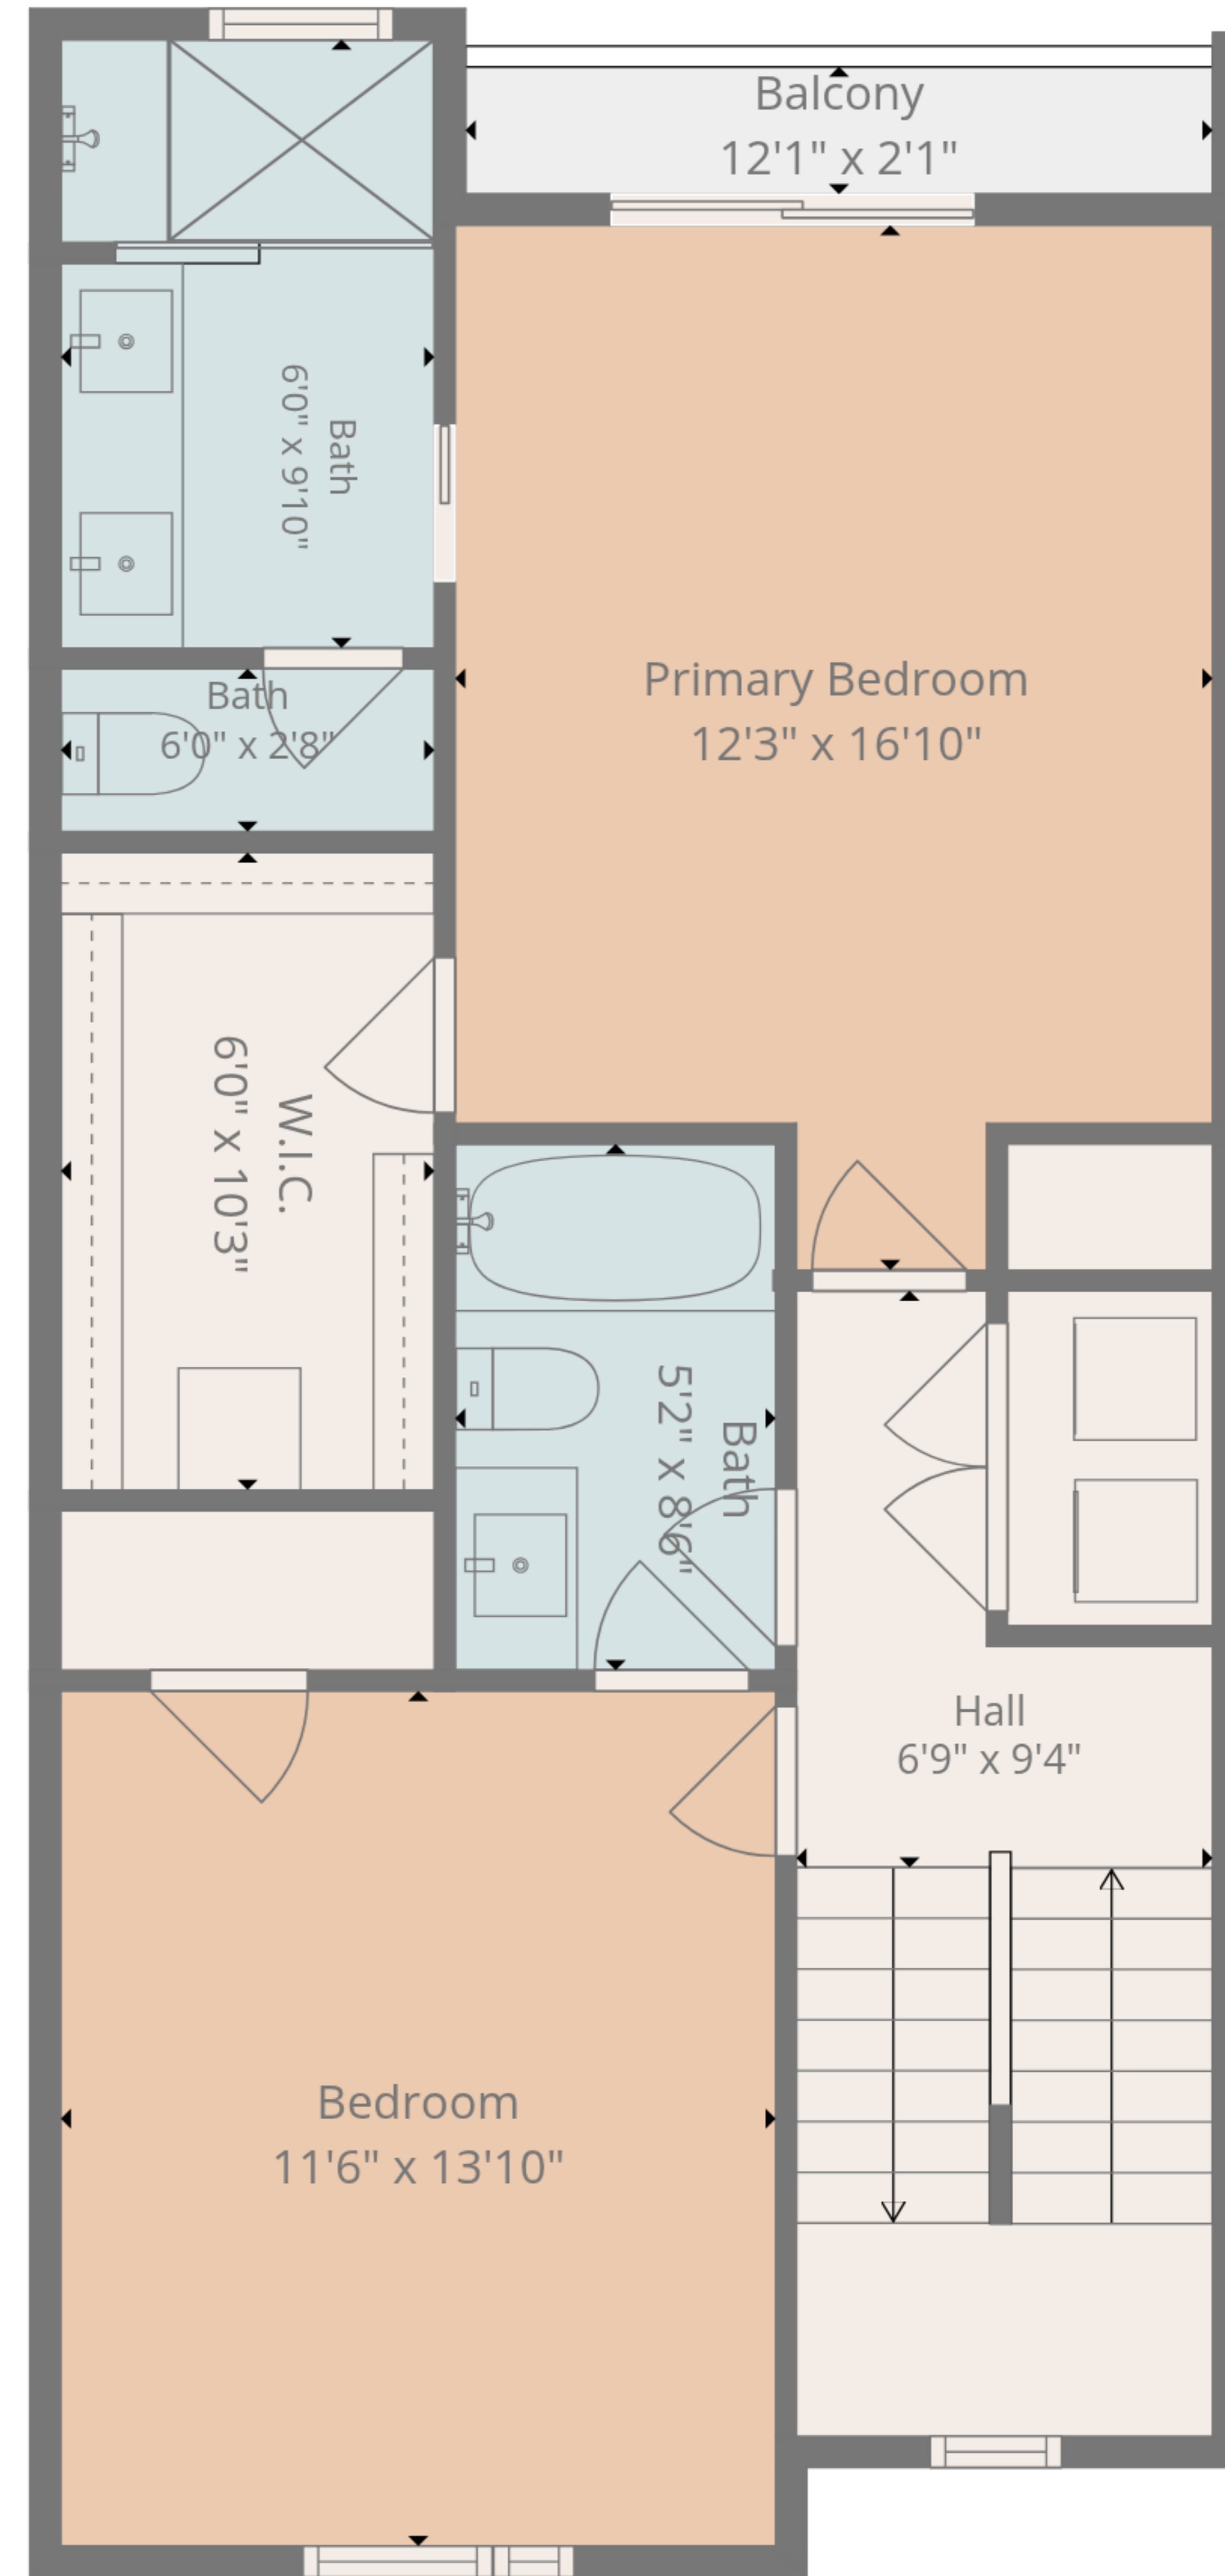 Balcony
12'1" x 2'1"
Bath
6'0" x 9'10"
Primary Bedroom
12'3" x 16'10"
Bath
6'0" x 2'8"
W.I.C.
6'0" x 10'3"
Bath
5'2" x 8'6"
Hall
6'9" x 9'4"
Bedroom
11'6" x 13'10"